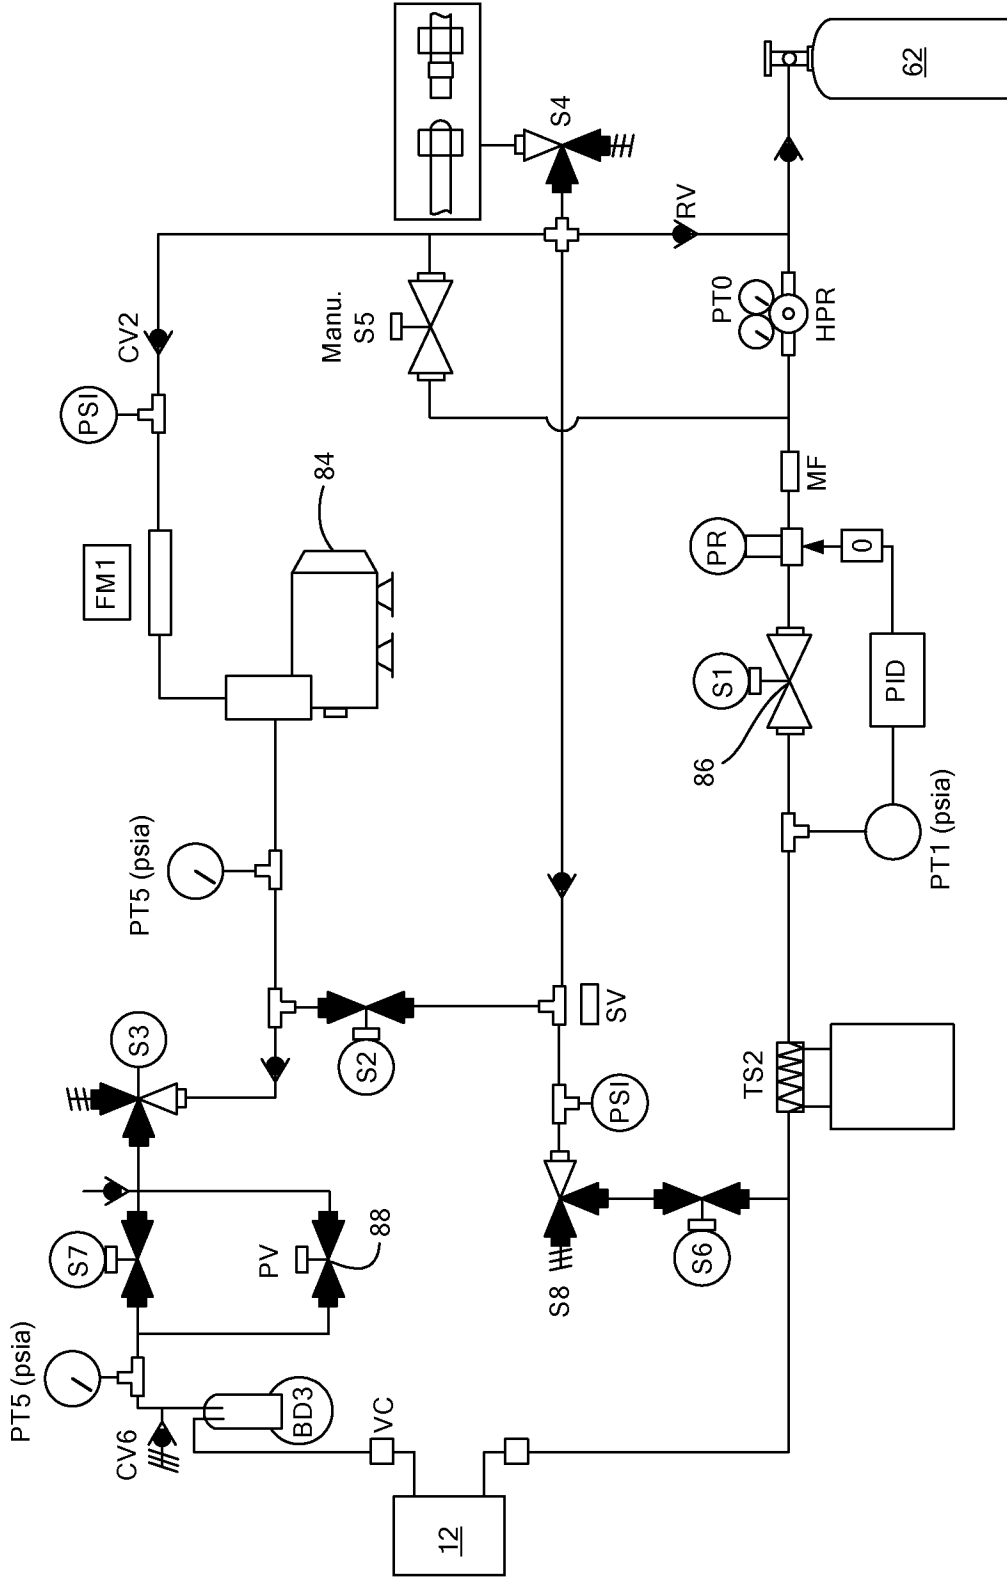 PT5 (psia)
CV6
BD3
VC
12
S7
PV
88
S3
PT5 (psia)
S2
FM1
84
PSI
CV2
Manu.
S5
S4
RV
S8
PSI
SV
S6
TS2
PT1 (psia)
PID
0
86
S1
PR
MF
PT0
HPR
62